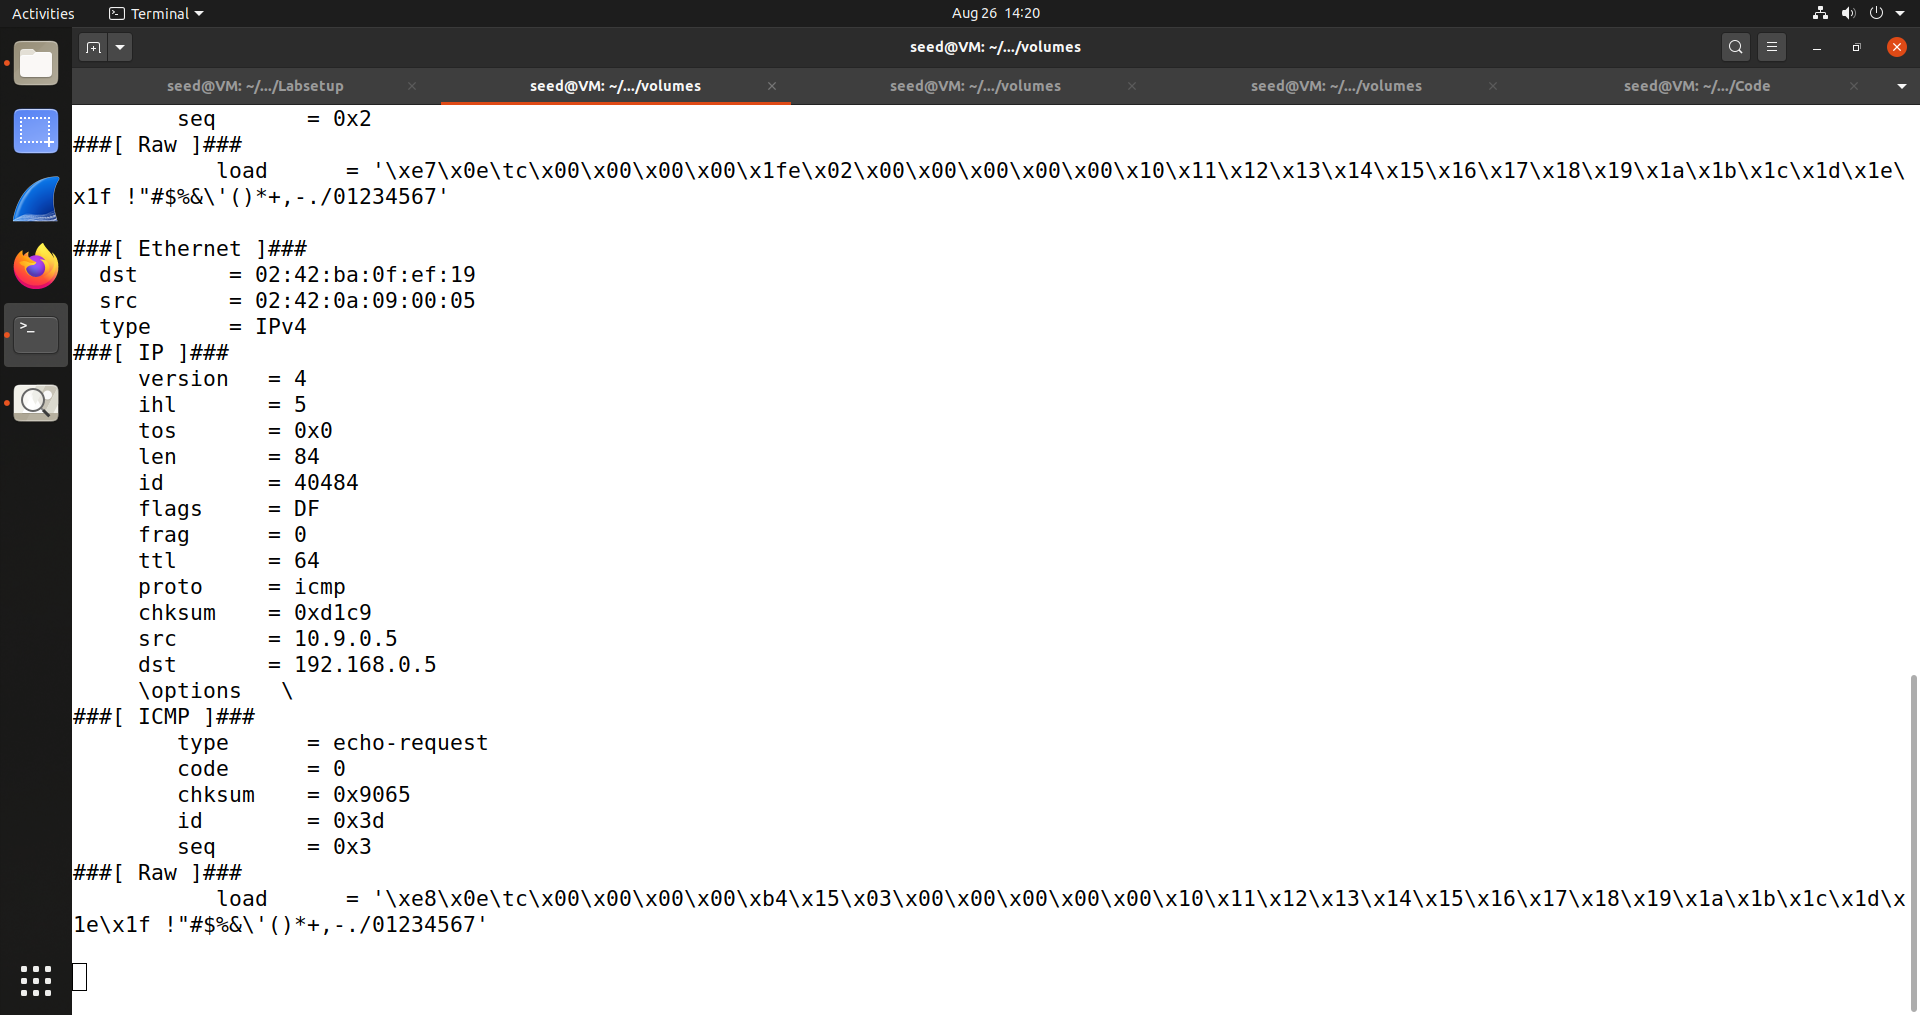 Activities Terminal Aug 26 14:20
seed@VM: ~/.../volumes
seed@VM: ~/.../Labsetup seed@VM: ~/.../volumes seed@VM: ~/.../volumes seed@VM: ~/.../volumes seed@VM: ~/.../Code
        seq       = 0x2
###[ Raw ]###
           load      = '\xe7\x0e\tc\x00\x00\x00\x00\x1fe\x02\x00\x00\x00\x00\x00\x10\x11\x12\x13\x14\x15\x16\x17\x18\x19\x1a\x1b\x1c\x1d\x1e\
x1f !"#$%&\'()*+,-./01234567'

###[ Ethernet ]###
  dst       = 02:42:ba:0f:ef:19
  src       = 02:42:0a:09:00:05
  type      = IPv4
###[ IP ]###
     version   = 4
     ihl       = 5
     tos       = 0x0
     len       = 84
     id        = 40484
     flags     = DF
     frag      = 0
     ttl       = 64
     proto     = icmp
     chksum    = 0xd1c9
     src       = 10.9.0.5
     dst       = 192.168.0.5
     \options   \
###[ ICMP ]###
        type      = echo-request
        code      = 0
        chksum    = 0x9065
        id        = 0x3d
        seq       = 0x3
###[ Raw ]###
           load      = '\xe8\x0e\tc\x00\x00\x00\x00\xb4\x15\x03\x00\x00\x00\x00\x00\x10\x11\x12\x13\x14\x15\x16\x17\x18\x19\x1a\x1b\x1c\x1d\x
1e\x1f !"#$%&\'()*+,-./01234567'